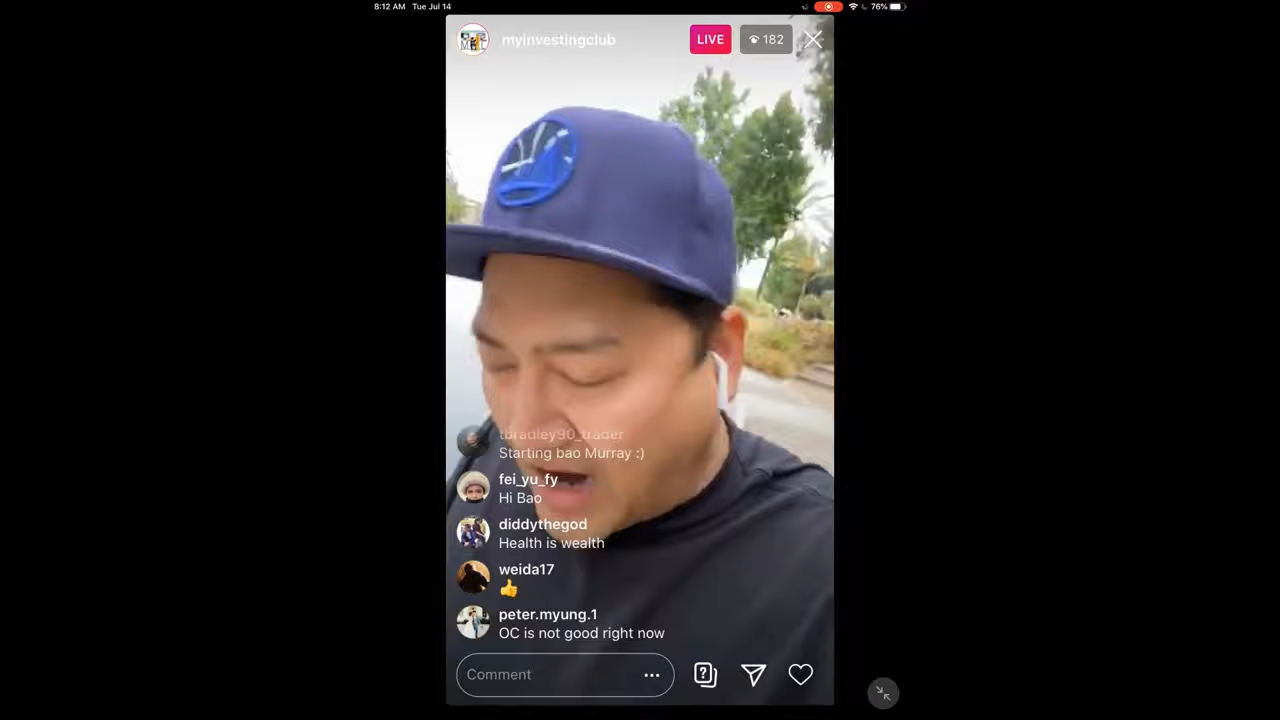 8:12 AM Tue Jul 14
76%
myinvestingclub
LIVE
182
tbradley90_trader
Starting bao Murray :)
fei_yu_fy
Hi Bao
diddythegod
Health is wealth
weida17
👍
peter.myung.1
OC is not good right now
Comment